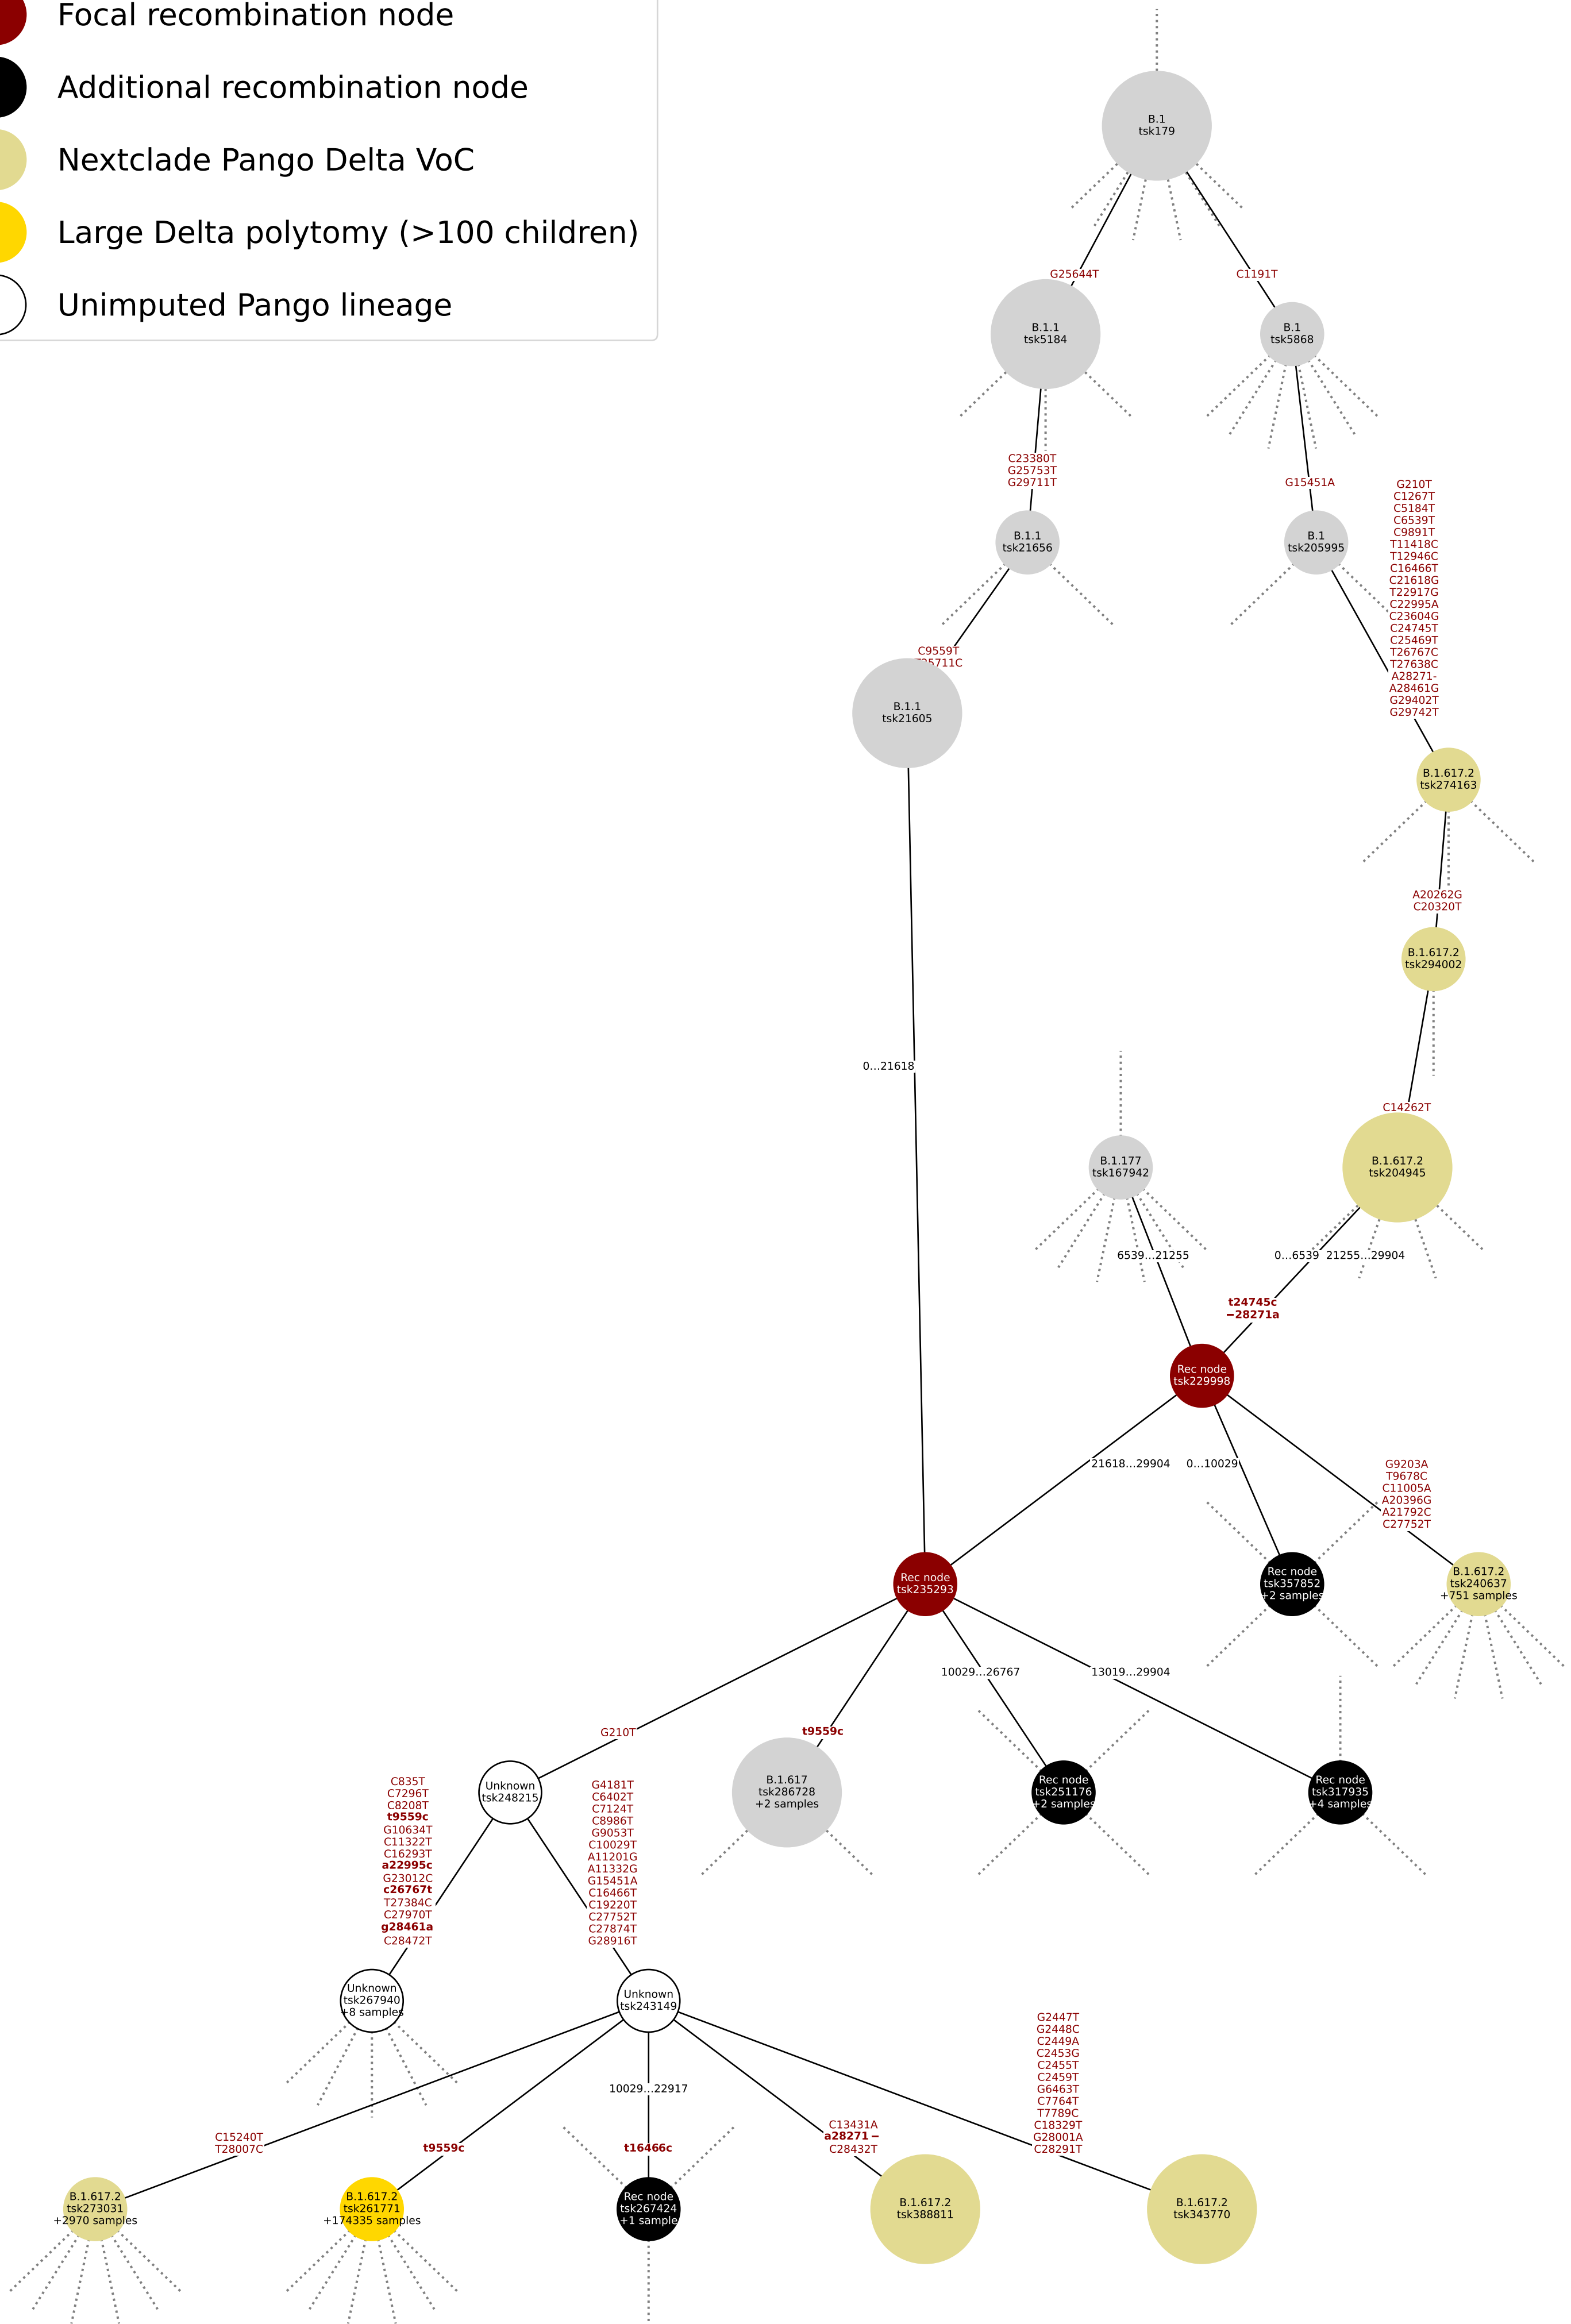 Focal recombination node
Additional recombination node
Nextclade Pango Delta VoC
Large Delta polytomy (>100 children)
Unimputed Pango lineage
B.1
tsk179
G25644T
C1191T
B.1.1
tsk5184
B.1
tsk5868
C23380T
G25753T
G29711T
G15451A
B.1.1
tsk21656
B.1
tsk205995
G210T
C1267T
C5184T
C6539T
C9891T
T11418C
T12946C
C16466T
C21618G
T22917G
C22995A
C23604G
C24745T
C25469T
T26767C
T27638C
A28271-
A28461G
G29402T
G29742T
C9559T
B.1.1
tsk21605
B.1.617.2
tsk274163
A20262G
C20320T
B.1.617.2
tsk294002
0...21618
C14262T
B.1.177
tsk167942
B.1.617.2
tsk204945
6539...21255
0...6539 21255...29904
t24745c
−28271a
Rec node
tsk229998
21618...29904
0...10029
G9203A
T9678C
C11005A
A20396G
A21792C
C27752T
Rec node
tsk235293
Rec node
tsk357852
+2 samples
B.1.617.2
tsk240637
+751 samples
10029...26767
13019...29904
G210T
t9559c
Unknown
tsk248215
B.1.617
tsk286728
+2 samples
Rec node
tsk251176
+2 samples
Rec node
tsk317935
+4 samples
C835T
C7296T
C8208T
t9559c
G10634T
C11322T
C16293T
a22995c
G23012C
c26767t
T27384C
C27970T
g28461a
C28472T
G4181T
C6402T
C7124T
C8986T
G9053T
C10029T
A11201G
A11332G
G15451A
C16466T
C19220T
C27752T
C27874T
G28916T
Unknown
tsk267940
+8 samples
Unknown
tsk243149
10029...22917
G2447T
G2448C
C2449A
C2453G
C2455T
C2459T
G6463T
C7764T
T7789C
C18329T
G28001A
C28291T
C15240T
T28007C
t9559c
t16466c
C13431A
a28271−
C28432T
B.1.617.2
tsk273031
+2970 samples
B.1.617.2
tsk261771
+174335 samples
Rec node
tsk267424
+1 sample
B.1.617.2
tsk388811
B.1.617.2
tsk343770